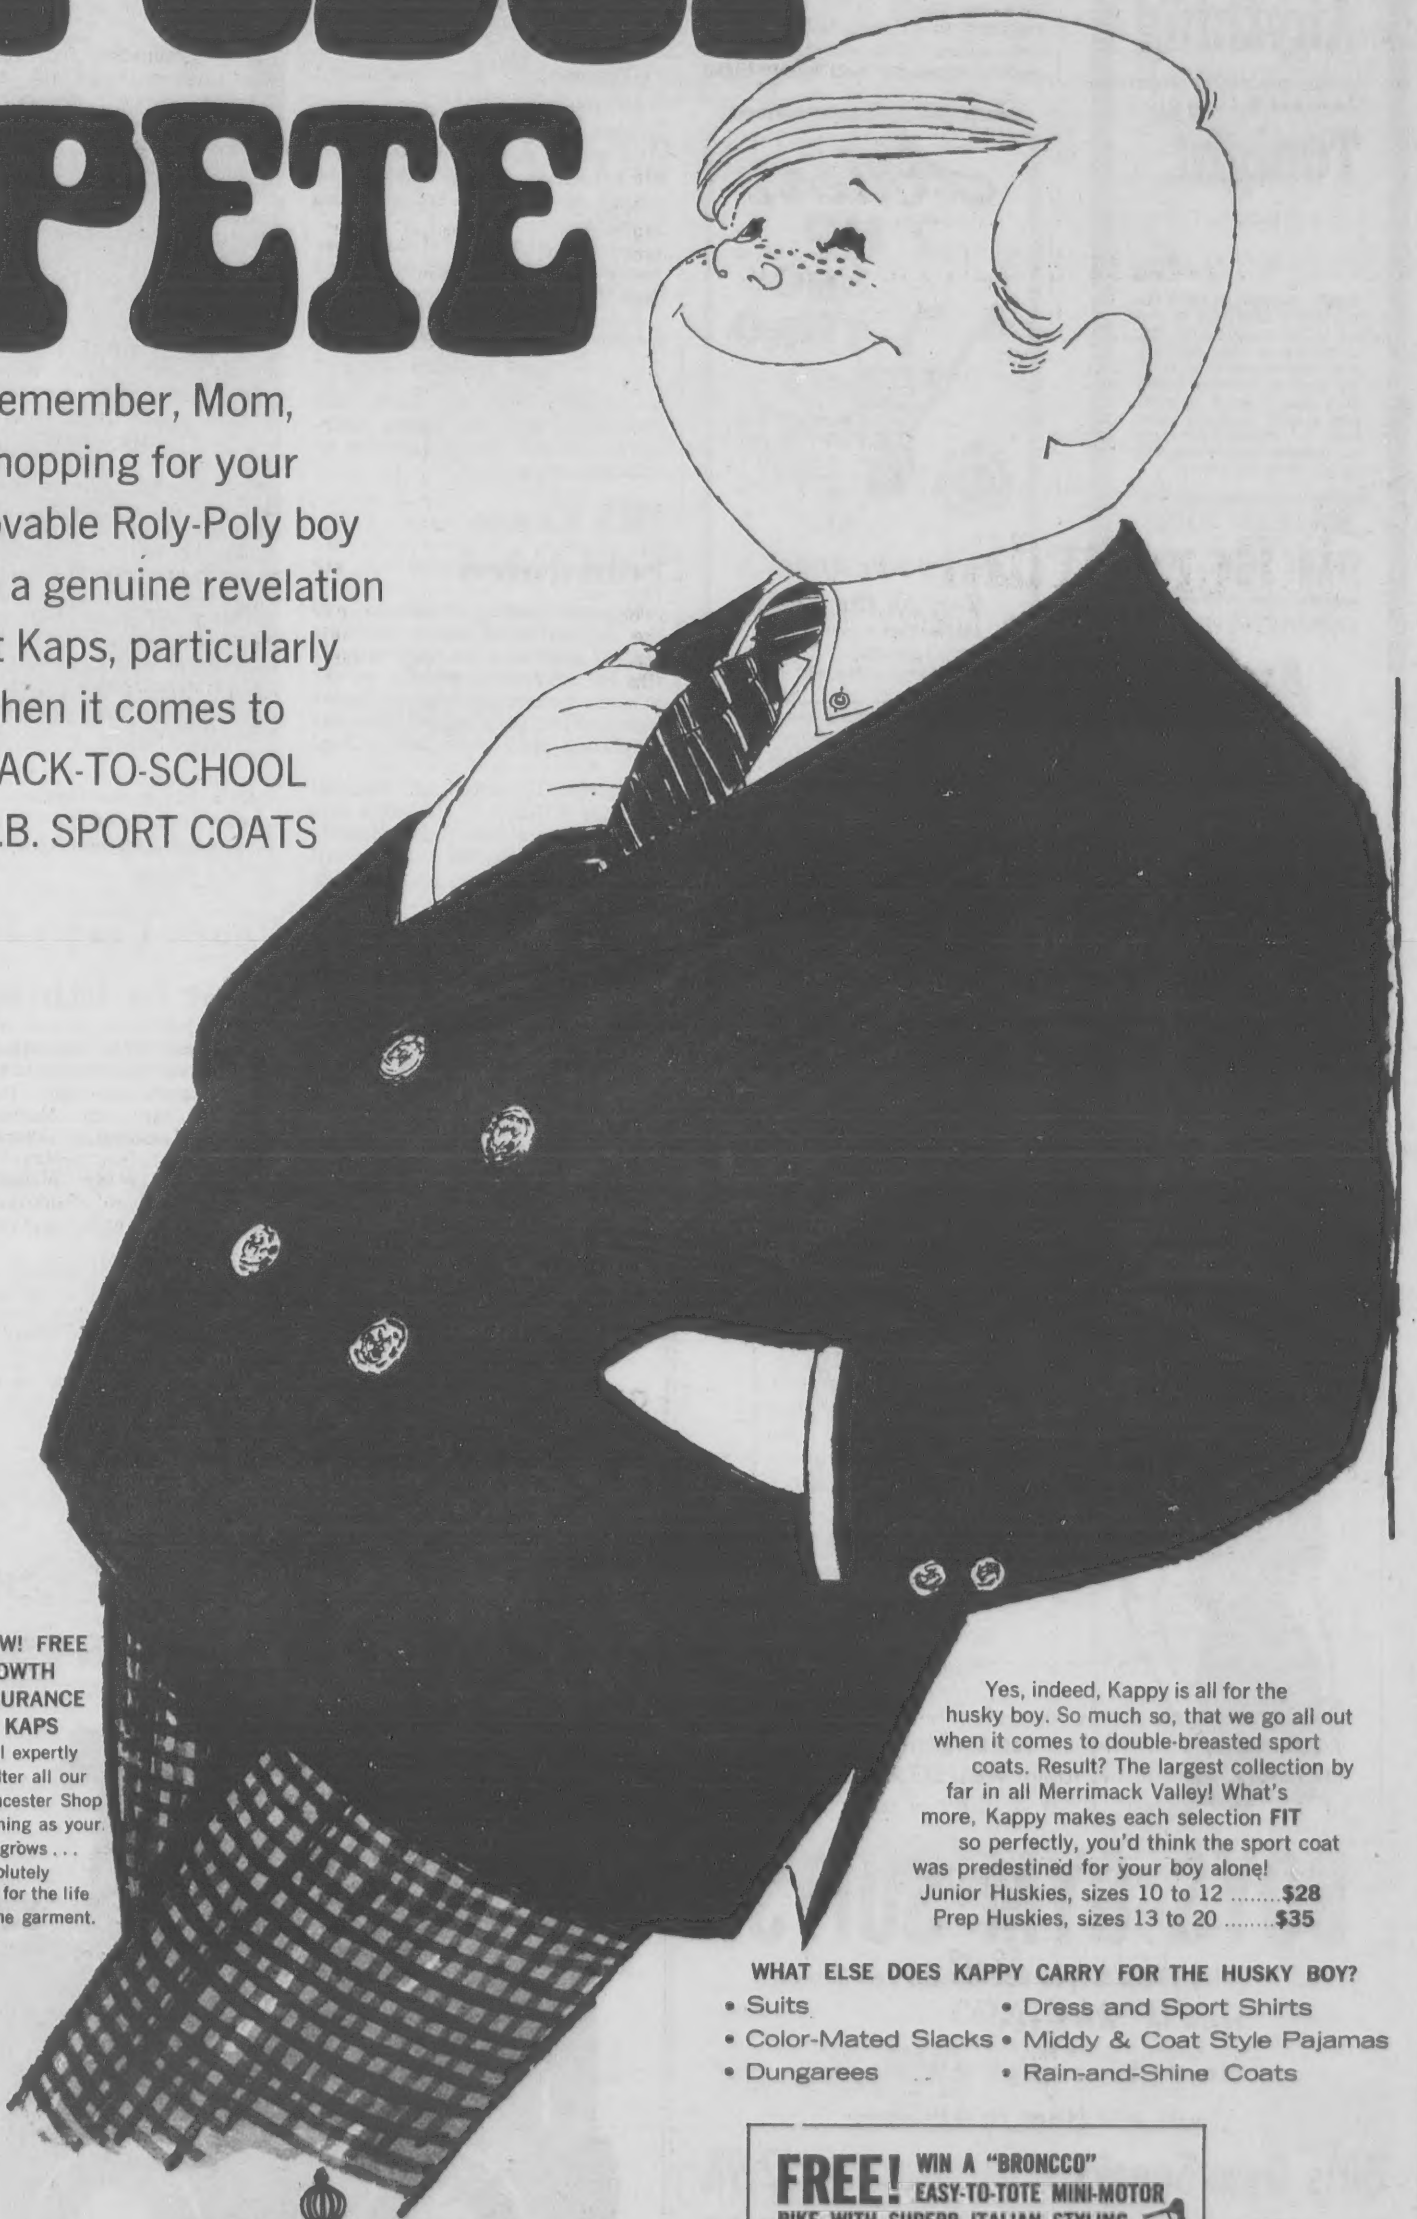 PETE
emember, Mom,
hopping for your
vable Roly-Poly boy
a genuine revelation
t Kaps, particularly
hen it comes to
ACK-TO-SCHOOL
.B. SPORT COATS
W! FREE
OWTH
URANCE
KAPS
l expertly
lter all our
cester Shop
hing as your
grows...
olutely
for the life
he garment.
Yes, indeed, Kappy is all for the
husky boy. So much so, that we go all out
when it comes to double-breasted sport
coats. Result? The largest collection by
far in all Merrimack Valley! What's
more, Kappy makes each selection FIT
so perfectly, you'd think the sport coat
was predestined for your boy alone!
Junior Huskies, sizes 10 to 12 ........$28
Prep Huskies, sizes 13 to 20 ........$35
WHAT ELSE DOES KAPPY CARRY FOR THE HUSKY BOY?
• Suits • Dress and Sport Shirts
• Color-Mated Slacks • Middy & Coat Style Pajamas
• Dungarees • Rain-and-Shine Coats
FREE! WIN A "BRONCCO"
EASY-TO-TOTE MINI-MOTOR
BIKE WITH SUPERB ITALIAN STYLING